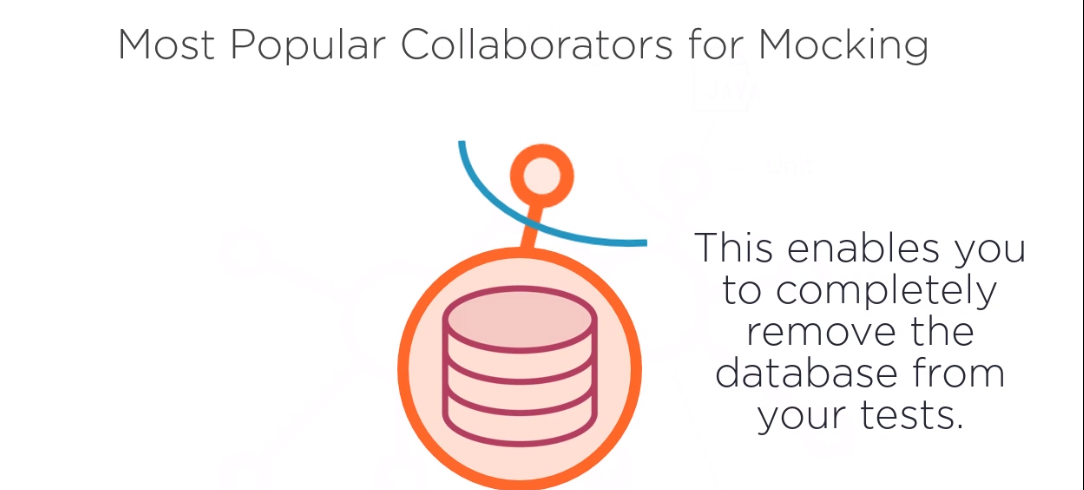 Most Popular Collaborators for Mocking
This enables you
to completely
remove the
database from
your tests.